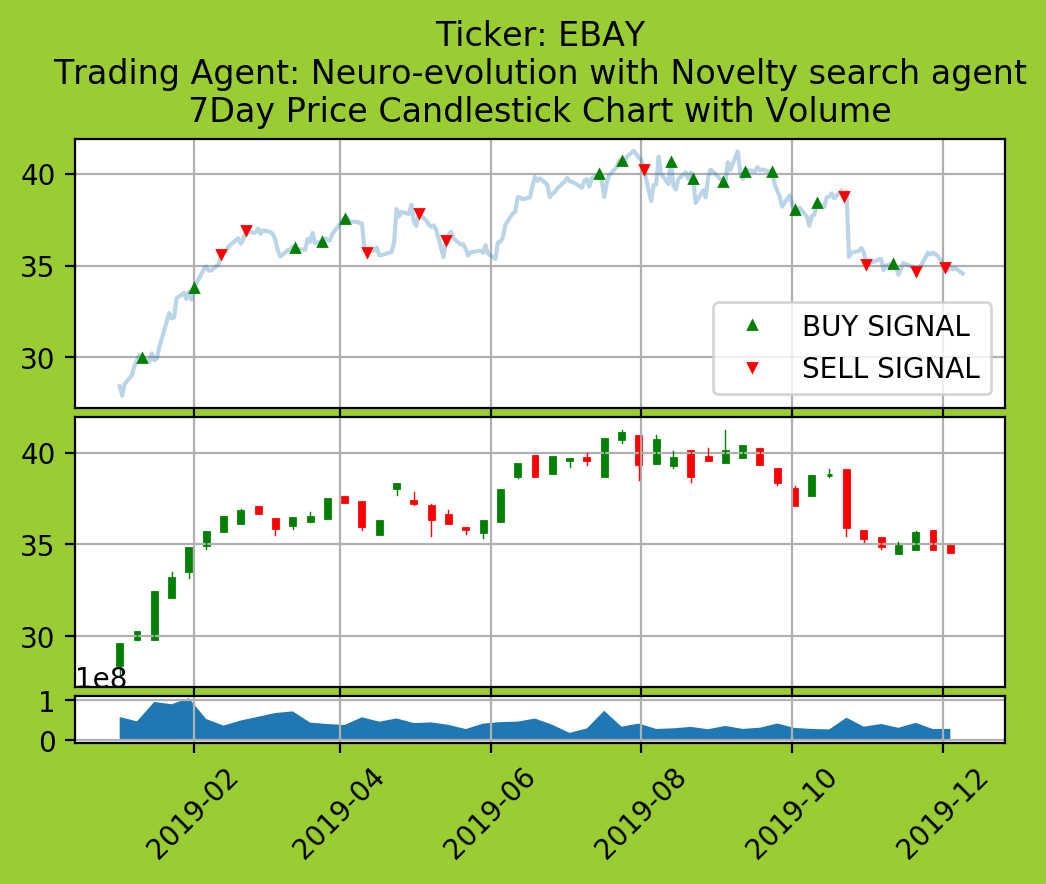 Ticker: EBAY
Trading Agent: Neuro-evolution with Novelty search agent
7Day Price Candlestick Chart with Volume
40
35
30
BUY SIGNAL
SELL SIGNAL
40
35
30
1e8
1
0
2019-02
2019-04
2019-06
2019-08
2019-10
2019-12